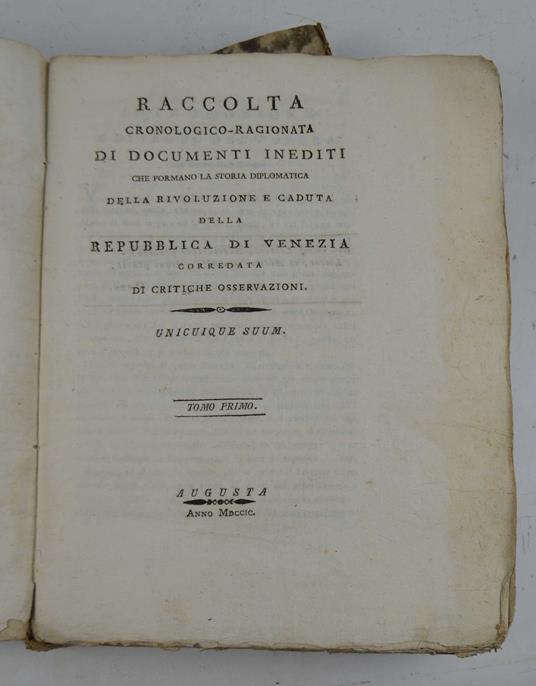 RACCOLTA
CRONOLOGICO-RAGIONATA
DI DOCUMENTI INEDITI
CHE FORMANO LA STORIA DIPLOMATICA
DELLA RIVOLUZIONE E CADUTA
DELLA
REPUBBLICA DI VENEZIA
CORREDATA
DI CRITICHE OSSERVAZIONI.
UNICUIQUE SUUM.
TOMO PRIMO.
AUGUSTA
ANNO MDCCIC.